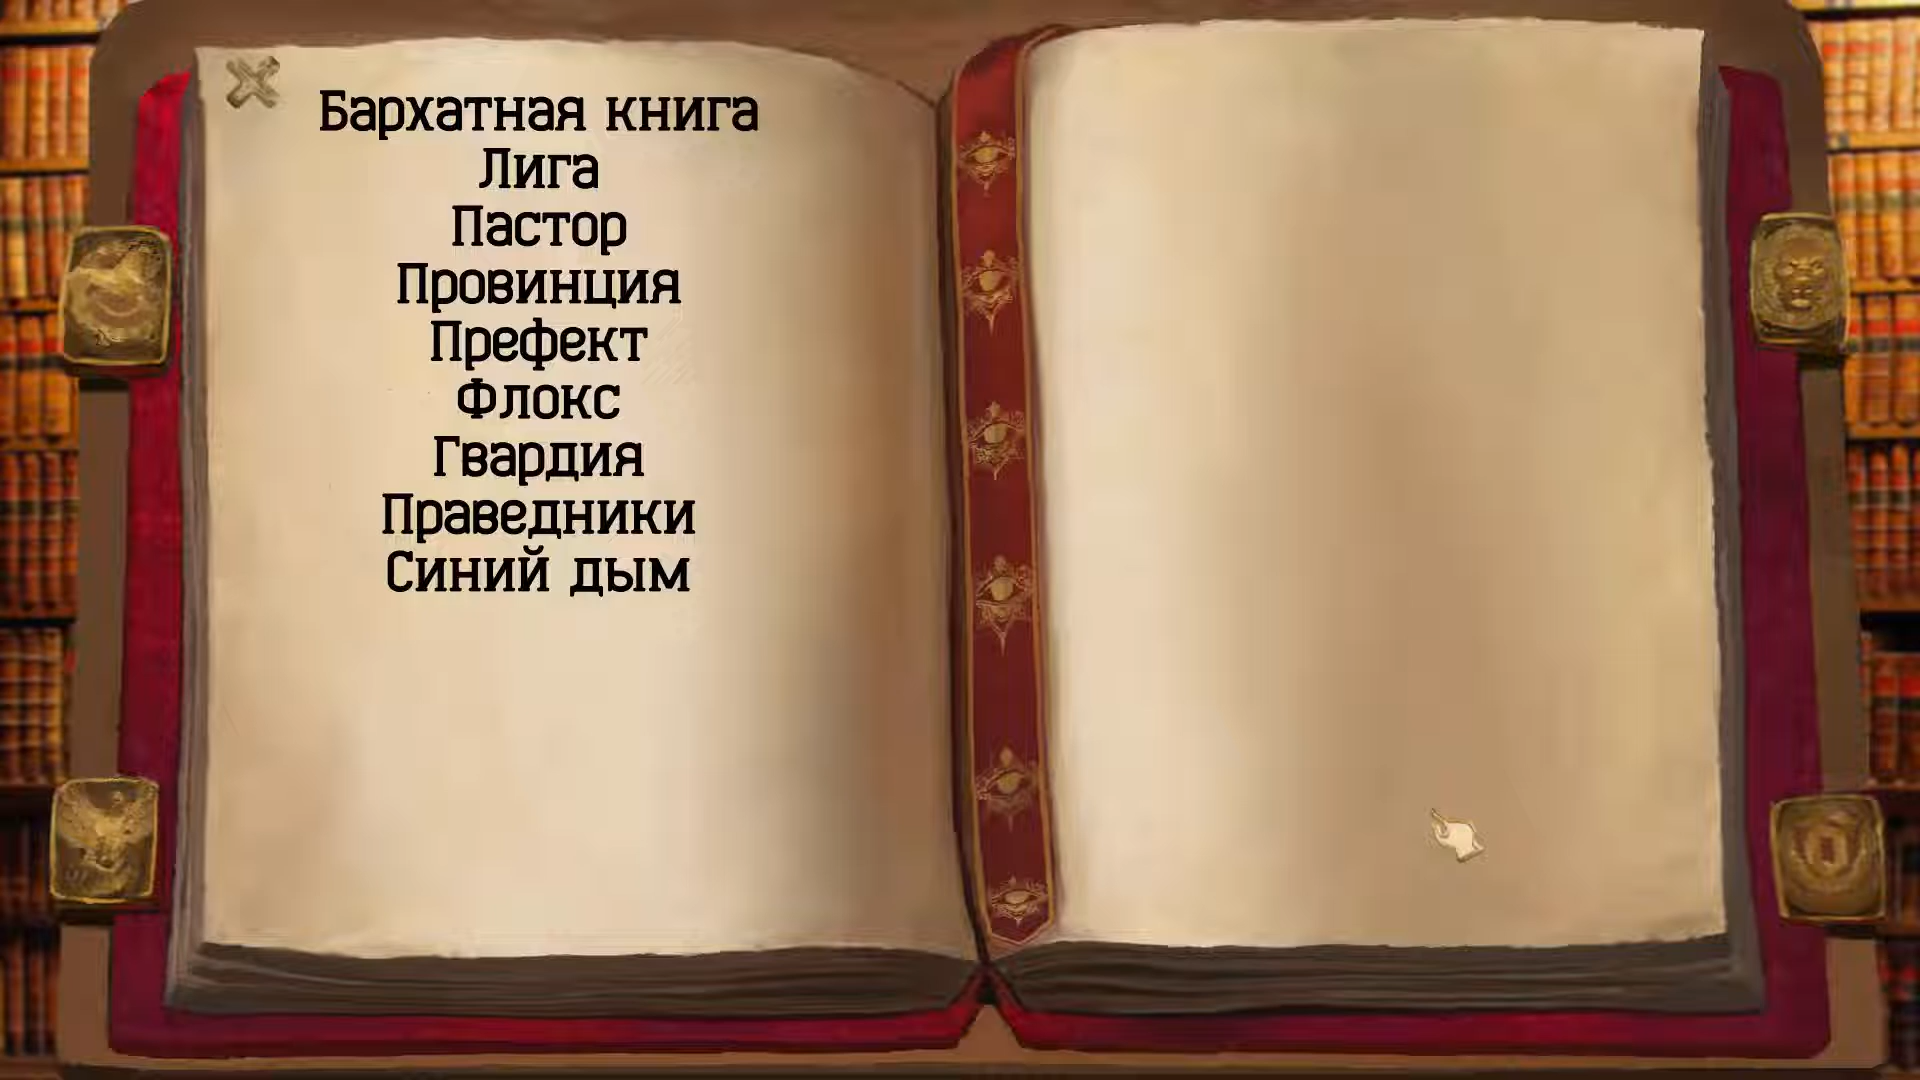 Бархатная книга
Лига
Пастор
Провинция
Префект
Флокс
Гвардия
Праведники
Синий дым